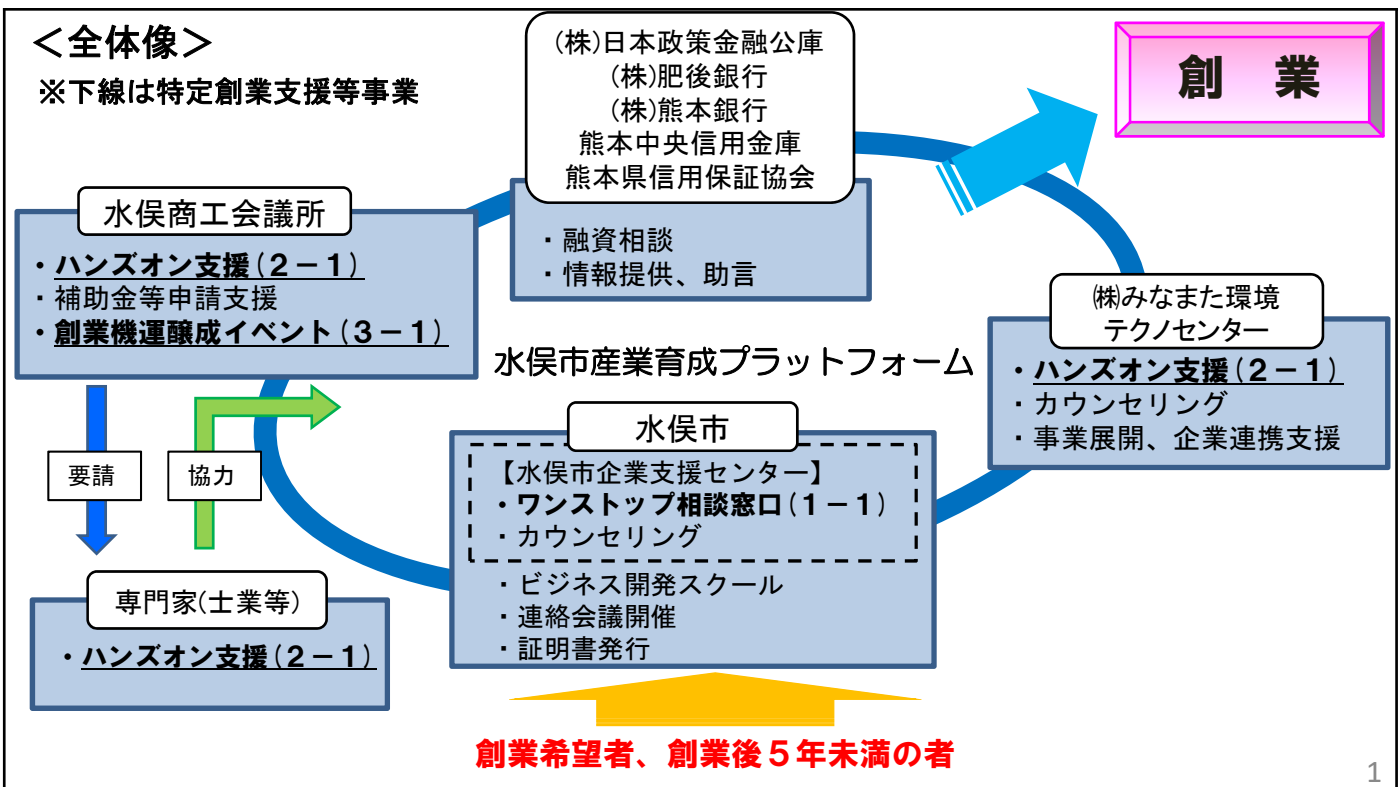 ＜全体像＞
※下線は特定創業支援等事業
(株)日本政策金融公庫
(株)肥後銀行
(株)熊本銀行
熊本中央信用金庫
熊本県信用保証協会
・融資相談
・情報提供、助言
創　業
水俣商工会議所
・ハンズオン支援(２－１)
・補助金等申請支援
・創業機運醸成イベント(３－１)
㈱みなまた環境
テクノセンター
・ハンズオン支援(２－１)
・カウンセリング
・事業展開、企業連携支援
水俣市産業育成プラットフォーム
要請
協力
水俣市
【水俣市企業支援センター】
・ワンストップ相談窓口(１－１)
・カウンセリング
・ビジネス開発スクール
・連絡会議開催
・証明書発行
専門家(士業等)
・ハンズオン支援(２－１)
創業希望者、創業後５年未満の者
1